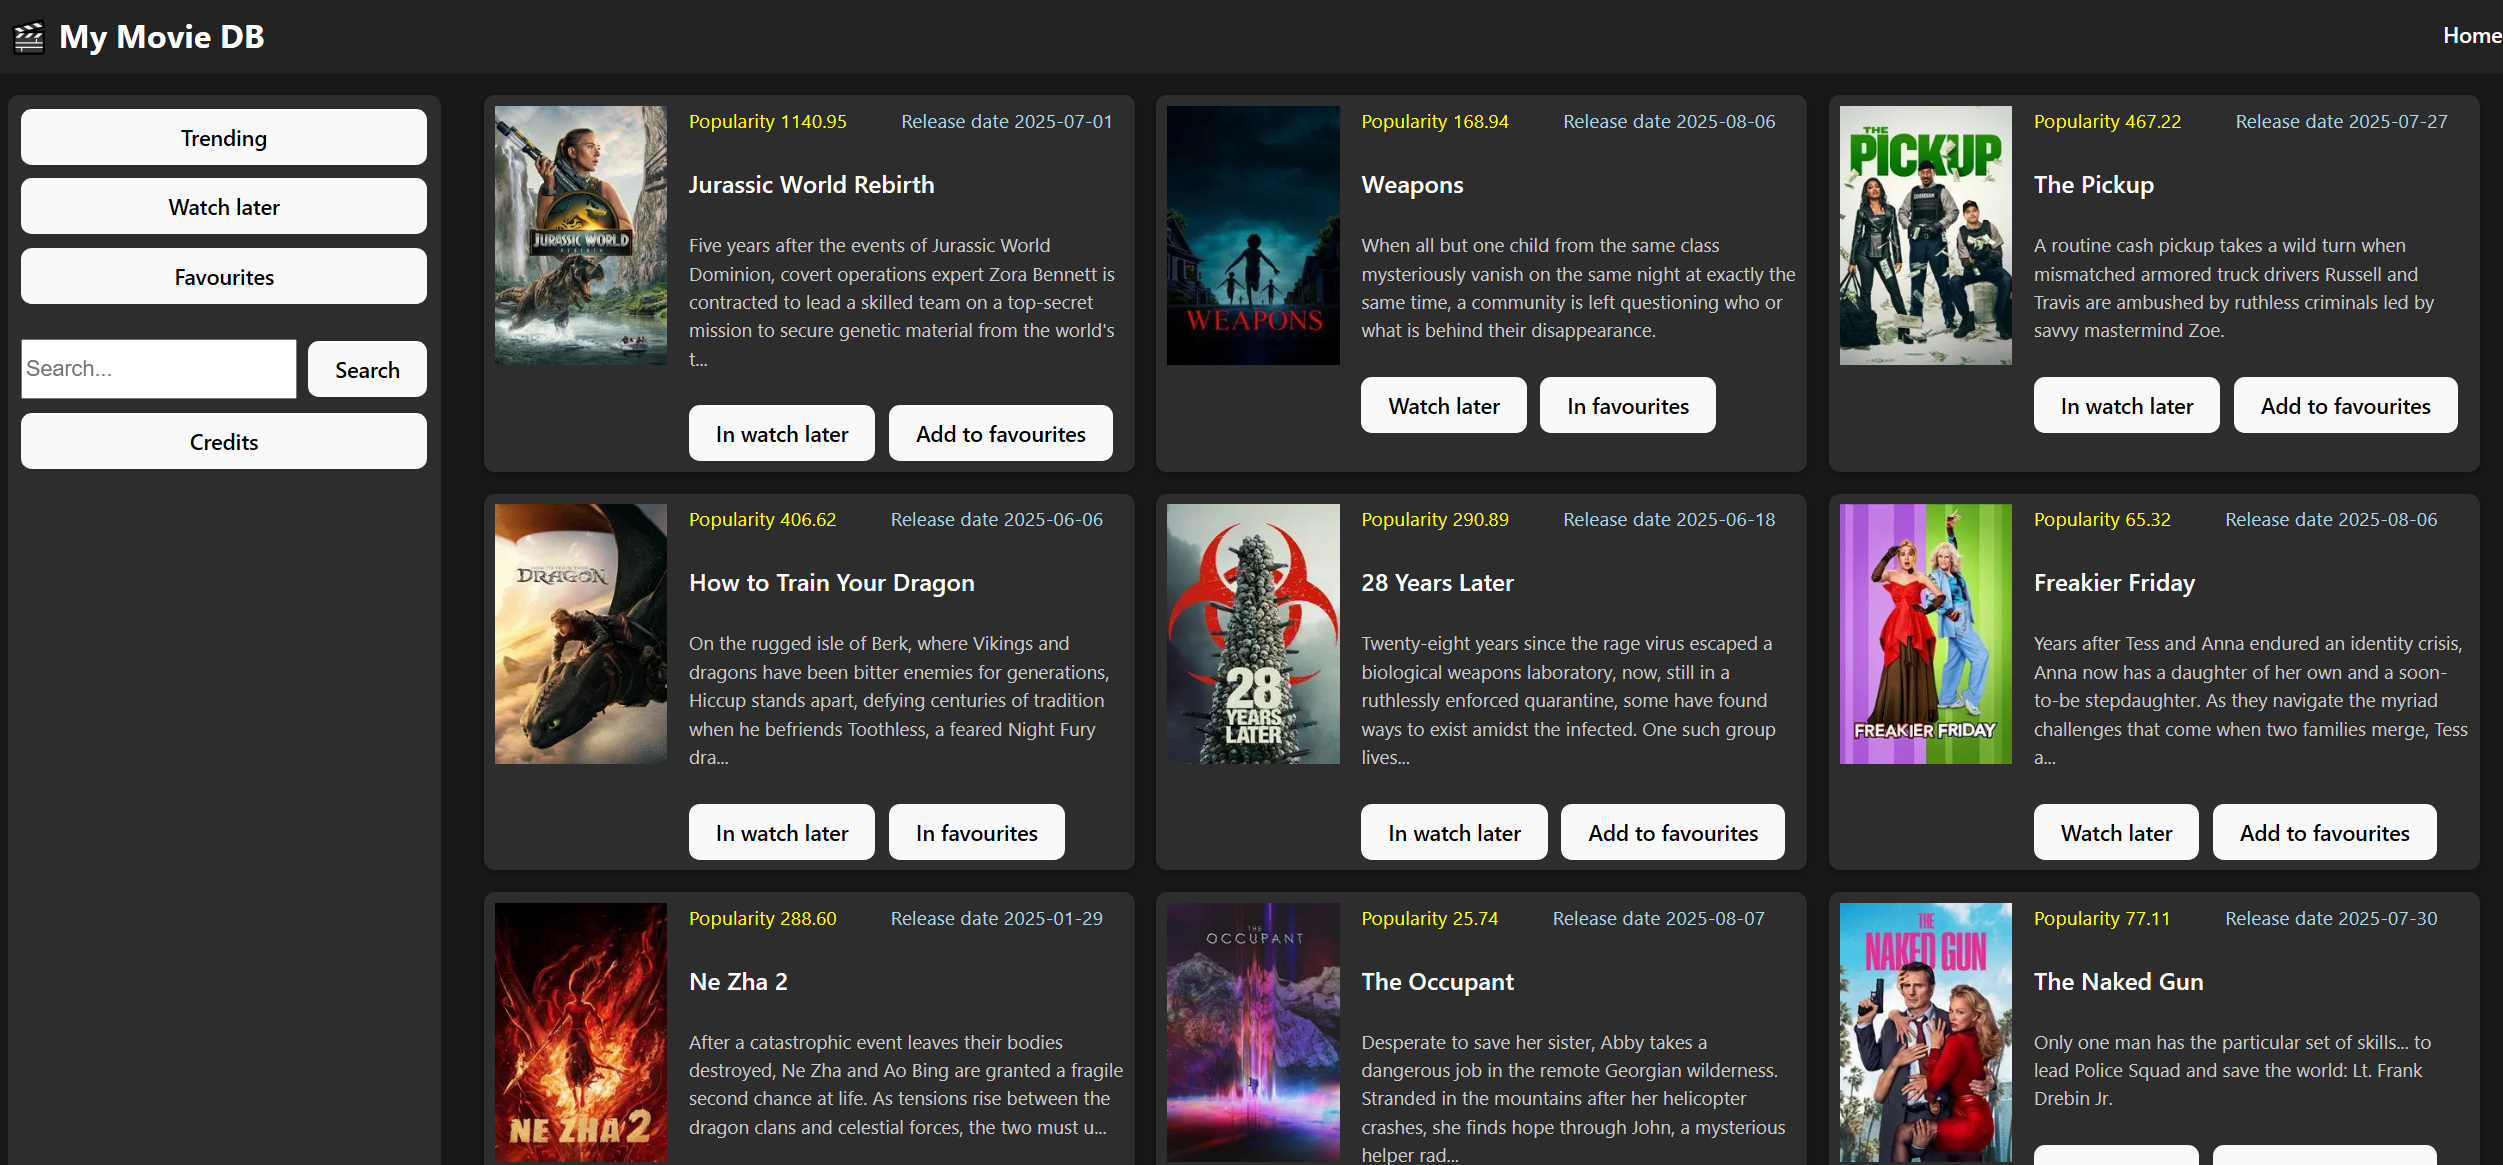 My Movie DB
Home
Trending
Watch later
Favourites
Search...
Search
Credits
JURASSIC WORLD
REBIRTH
Popularity 1140.95
Release date 2025-07-01
Jurassic World Rebirth
Five years after the events of Jurassic World
Dominion, covert operations expert Zora Bennett is
contracted to lead a skilled team on a top-secret
mission to secure genetic material from the world's
t...
In watch later
Add to favourites
WEAPONS
Popularity 168.94
Release date 2025-08-06
Weapons
When all but one child from the same class
mysteriously vanish on the same night at exactly the
same time, a community is left questioning who or
what is behind their disappearance.
Watch later
In favourites
THE
PICKUP
GUARDIAN
Popularity 467.22
Release date 2025-07-27
The Pickup
A routine cash pickup takes a wild turn when
mismatched armored truck drivers Russell and
Travis are ambushed by ruthless criminals led by
savvy mastermind Zoe.
In watch later
Add to favourites
HOW TO TRAIN YOUR
DRAGON
Popularity 406.62
Release date 2025-06-06
How to Train Your Dragon
On the rugged isle of Berk, where Vikings and
dragons have been bitter enemies for generations,
Hiccup stands apart, defying centuries of tradition
when he befriends Toothless, a feared Night Fury
dra...
In watch later
In favourites
28
YEARS
LATER
Popularity 290.89
Release date 2025-06-18
28 Years Later
Twenty-eight years since the rage virus escaped a
biological weapons laboratory, now, still in a
ruthlessly enforced quarantine, some have found
ways to exist amidst the infected. One such group
lives...
In watch later
Add to favourites
FREAKIER FRIDAY
Popularity 65.32
Release date 2025-08-06
Freakier Friday
Years after Tess and Anna endured an identity crisis,
Anna now has a daughter of her own and a soon-
to-be stepdaughter. As they navigate the myriad
challenges that come when two families merge, Tess
a...
Watch later
Add to favourites
NE ZHA 2
Popularity 288.60
Release date 2025-01-29
Ne Zha 2
After a catastrophic event leaves their bodies
destroyed, Ne Zha and Ao Bing are granted a fragile
second chance at life. As tensions rise between the
dragon clans and celestial forces, the two must u...
THE
OCCUPANT
Popularity 25.74
Release date 2025-08-07
The Occupant
Desperate to save her sister, Abby takes a
dangerous job in the remote Georgian wilderness.
Stranded in the mountains after her helicopter
crashes, she finds hope through John, a mysterious
helper rad...
THE
NAKED GUN
Popularity 77.11
Release date 2025-07-30
The Naked Gun
Only one man has the particular set of skills... to
lead Police Squad and save the world: Lt. Frank
Drebin Jr.